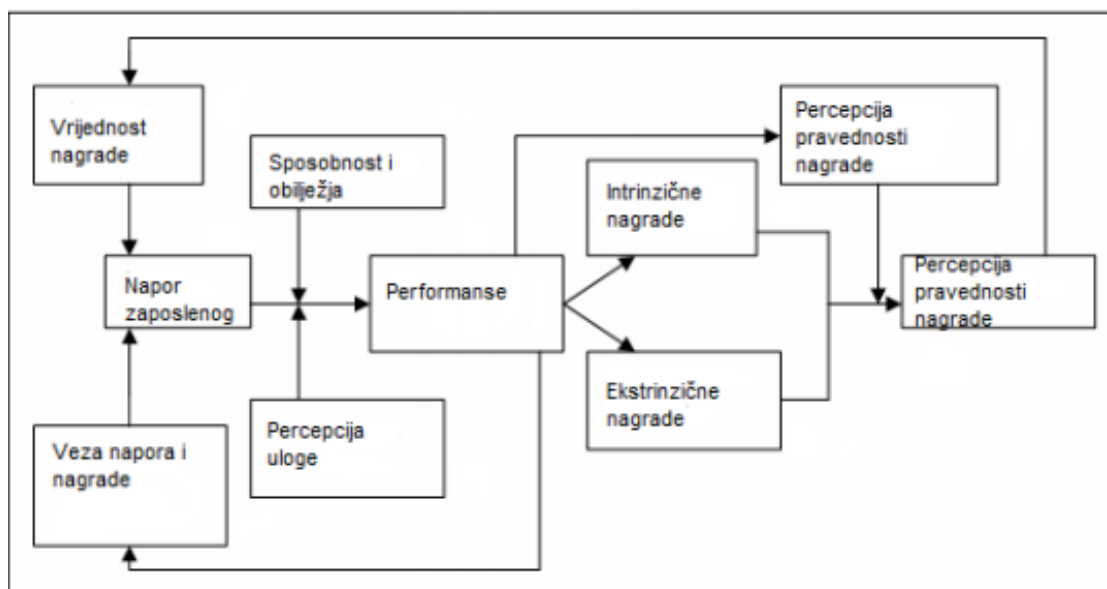 Vrijednost
nagrade
Sposobnost i
obilježja
Percepcija
pravednosti
nagrade
Intrinzične
nagrade
Napor
zaposlenog
Performanse
Percepcija
pravednosti
nagrade
Ekstrinzične
nagrade
Percepcija
uloge
Veza napora i
nagrade